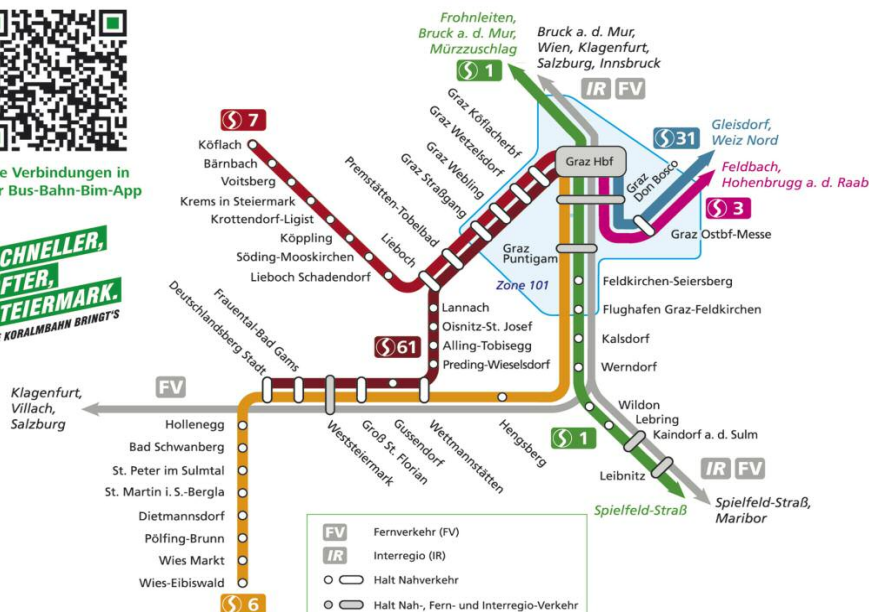 e Verbindungen in
r Bus-Bahn-Bim-App
CHNELLER,
FTER,
TEIERMARK.
E KORALMBAHN BRINGT'S
Frohnleiten,
Bruck a. d. Mur,
Mürzzuschlag
S 1
Bruck a. d. Mur,
Wien, Klagenfurt,
Salzburg, Innsbruck
IR FV
S 7
Köflach
Bärnbach
Voitsberg
Krems in Steiermark
Krottendorf-Ligist
Köppling
Söding-Mooskirchen
Lieboch Schadendorf
Lieboch
Premstätten-Tobelbad
Graz Straßgang
Graz Webling
Graz Wetzelsdorf
Graz Köflacherbf
Graz Hbf
Graz
Don Bosco
S 31
Gleisdorf,
Weiz Nord
Feldbach,
Hohenbrugg a. d. Raab
S 3
Graz Ostbf-Messe
Graz
Puntigam
Zone 101
Feldkirchen-Seiersberg
Flughafen Graz-Feldkirchen
Kalsdorf
Werndorf
Wildon
Lebring
Kaindorf a. d. Sulm
Leibnitz
S 1
IR FV
Spielfeld-Straß
Spielfeld-Straß,
Maribor
Lannach
Oisnitz-St. Josef
Alling-Tobisegg
Preding-Wieselsdorf
S 61
Deutschlandsberg Stadt
Frauental-Bad Gams
Weststeiermark
Groß St. Florian
Gussendorf
Wettmannstätten
Hengsberg
FV
Klagenfurt,
Villach,
Salzburg
Hollenegg
Bad Schwanberg
St. Peter im Sulmtal
St. Martin i. S.-Bergla
Dietmannsdorf
Pölfing-Brunn
Wies Markt
Wies-Eibiswald
S 6
FV Fernverkehr (FV)
IR Interregio (IR)
Halt Nahverkehr
Halt Nah-, Fern- und Interregio-Verkehr